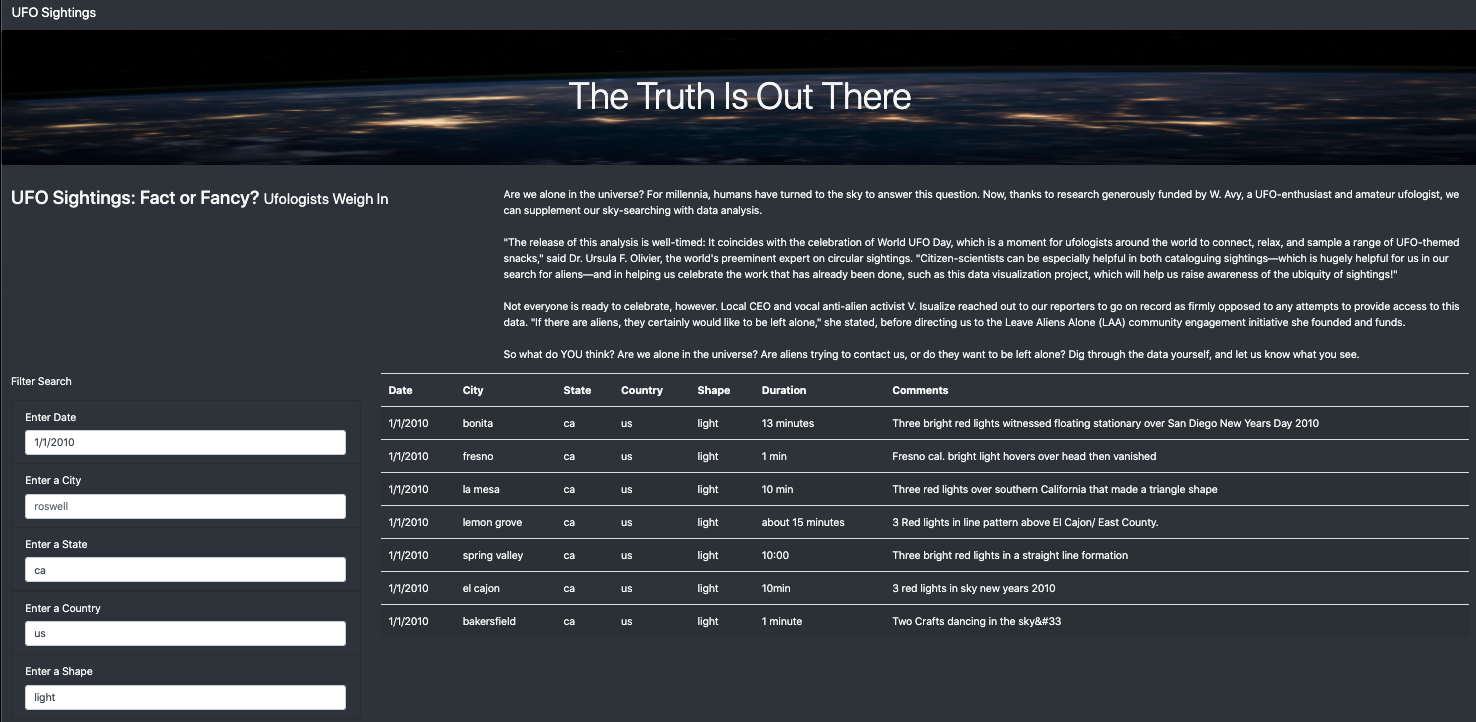 UFO Sightings
The Truth Is Out There
UFO Sightings: Fact or Fancy? Ufologists Weigh In
Are we alone in the universe? For millennia, humans have turned to the sky to answer this question. Now, thanks to research generously funded by W. Avy, a UFO-enthusiast and amateur ufologist, we
can supplement our sky-searching with data analysis.
"The release of this analysis is well-timed: It coincides with the celebration of World UFO Day, which is a moment for ufologists around the world to connect, relax, and sample a range of UFO-themed
snacks," said Dr. Ursula F. Olivier, the world's preeminent expert on circular sightings. "Citizen-scientists can be especially helpful in both cataloguing sightings—which is hugely helpful for us in our
search for aliens—and in helping us celebrate the work that has already been done, such as this data visualization project, which will help us raise awareness of the ubiquity of sightings!"
Not everyone is ready to celebrate, however. Local CEO and vocal anti-alien activist V. Isualize reached out to our reporters to go on record as firmly opposed to any attempts to provide access to this
data. "If there are aliens, they certainly would like to be left alone," she stated, before directing us to the Leave Aliens Alone (LAA) community engagement initiative she founded and funds.
So what do YOU think? Are we alone in the universe? Are aliens trying to contact us, or do they want to be left alone? Dig through the data yourself, and let us know what you see.
Filter Search
Enter Date
1/1/2010
Enter a City
roswell
Enter a State
ca
Enter a Country
us
Enter a Shape
light
Date City State Country Shape Duration Comments
1/1/2010 bonita ca us light 13 minutes Three bright red lights witnessed floating stationary over San Diego New Years Day 2010
1/1/2010 fresno ca us light 1 min Fresno cal. bright light hovers over head then vanished
1/1/2010 la mesa ca us light 10 min Three red lights over southern California that made a triangle shape
1/1/2010 lemon grove ca us light about 15 minutes 3 Red lights in line pattern above El Cajon/ East County.
1/1/2010 spring valley ca us light 10:00 Three bright red lights in a straight line formation
1/1/2010 el cajon ca us light 10min 3 red lights in sky new years 2010
1/1/2010 bakersfield ca us light 1 minute Two Crafts dancing in the sky&#33